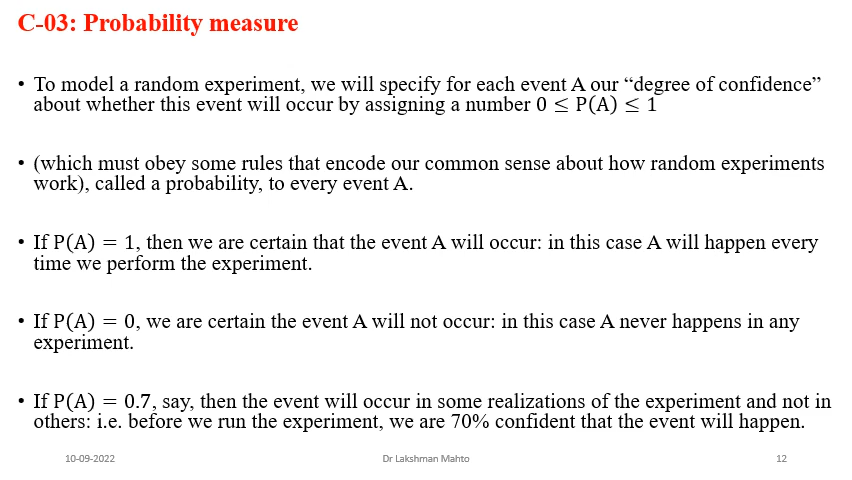 C-03: Probability measure
• To model a random experiment, we will specify for each event A our “degree of confidence”
about whether this event will occur by assigning a number 0 ≤ P(A) ≤ 1
• (which must obey some rules that encode our common sense about how random experiments
work), called a probability, to every event A.
• If P(A) = 1, then we are certain that the event A will occur: in this case A will happen every
time we perform the experiment.
• If P(A) = 0, we are certain the event A will not occur: in this case A never happens in any
experiment.
• If P(A) = 0.7, say, then the event will occur in some realizations of the experiment and not in
others: i.e. before we run the experiment, we are 70% confident that the event will happen.
10-09-2022 Dr Lakshman Mahto 12